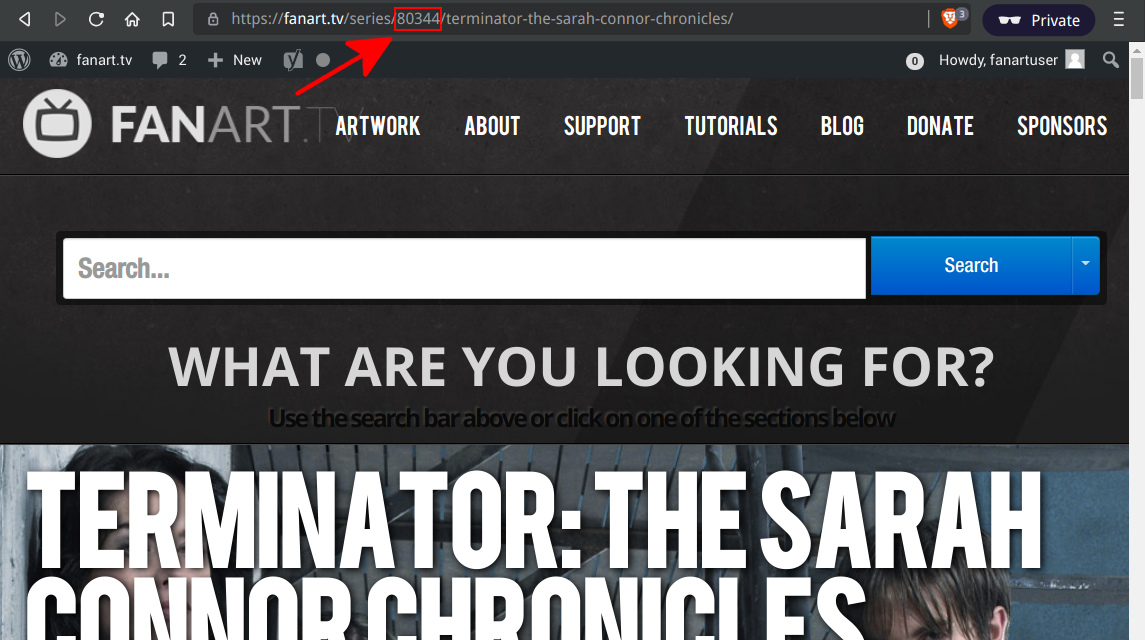 https://fanart.tv/series/80344/terminator-the-sarah-connor-chronicles/
3
Private
fanart.tv
2
New
0
Howdy, fanartuser
FANART.TV
ARTWORK
ABOUT
SUPPORT
TUTORIALS
BLOG
DONATE
SPONSORS
Search...
Search
WHAT ARE YOU LOOKING FOR?
Use the search bar above or click on one of the sections below
TERMINATOR: THE SARAH
CONNOR CHRONICLES